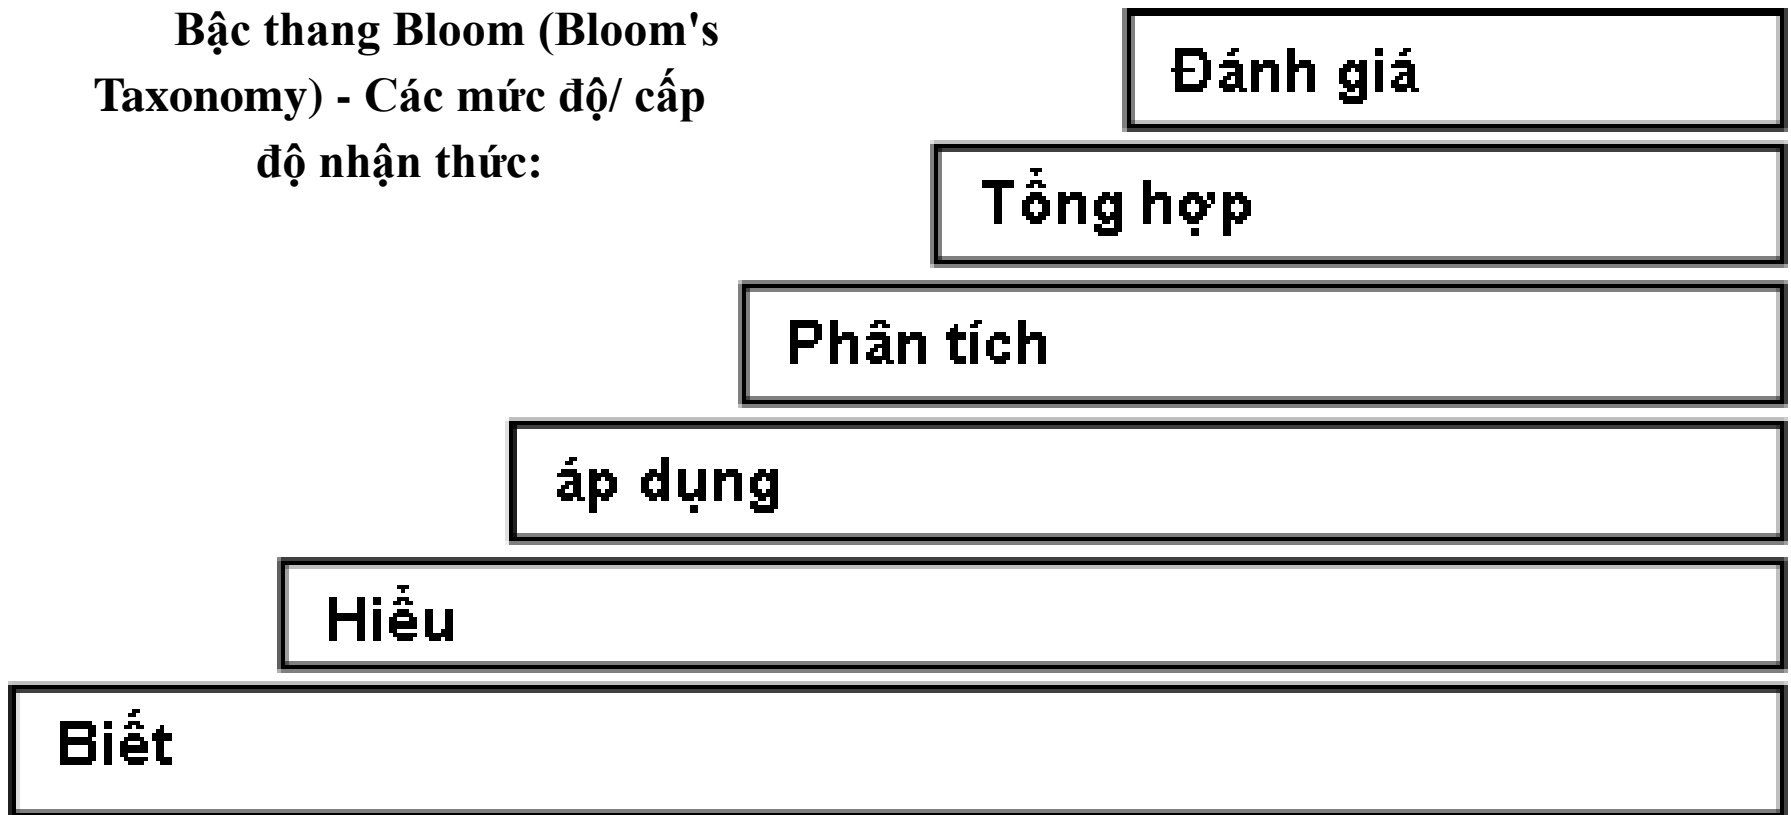 Bậc thang Bloom (Bloom's
Taxonomy) - Các mức độ/ cấp
độ nhận thức:
Đánh giá
Tổng hợp
Phân tích
áp dụng
Hiểu
Biết